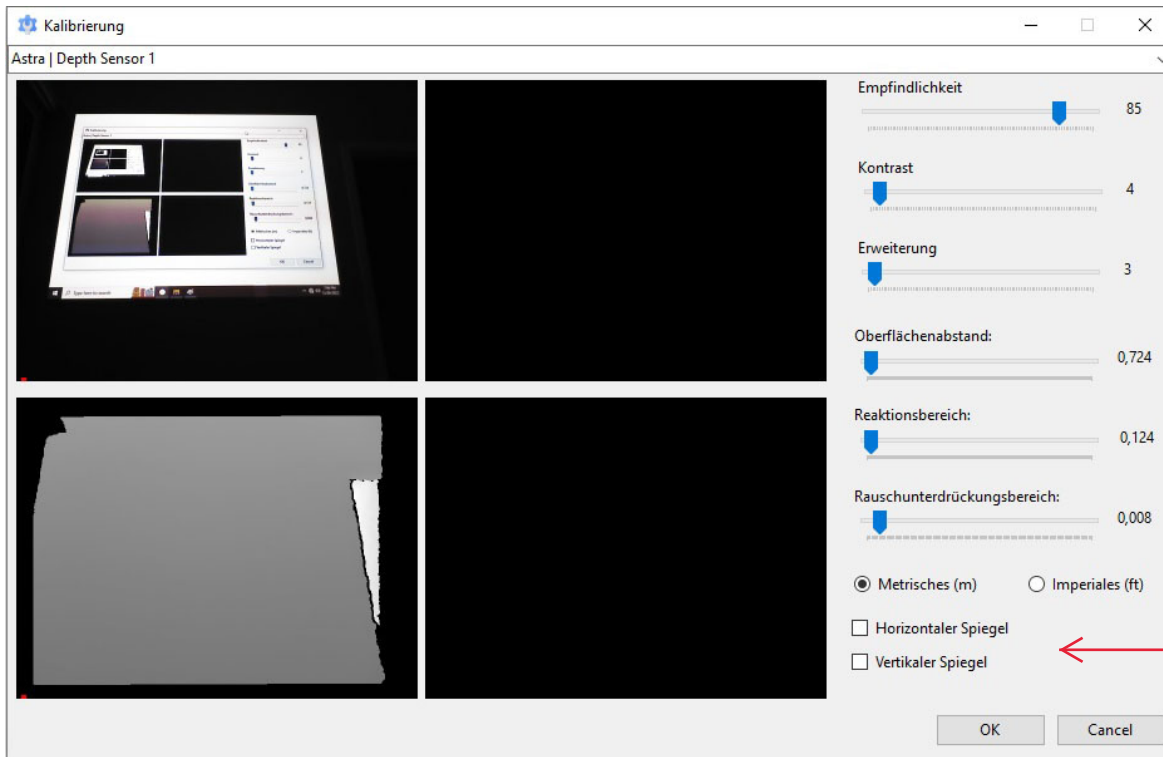 Kalibrierung
Astra | Depth Sensor 1
Empfindlichkeit
85
Kontrast
4
Erweiterung
3
Oberflächenabstand:
0,724
Reaktionsbereich:
0,124
Rauschunterdrückungsbereich:
0,008
Metrisches (m) Imperiales (ft)
Horizontaler Spiegel
Vertikaler Spiegel
OK Cancel